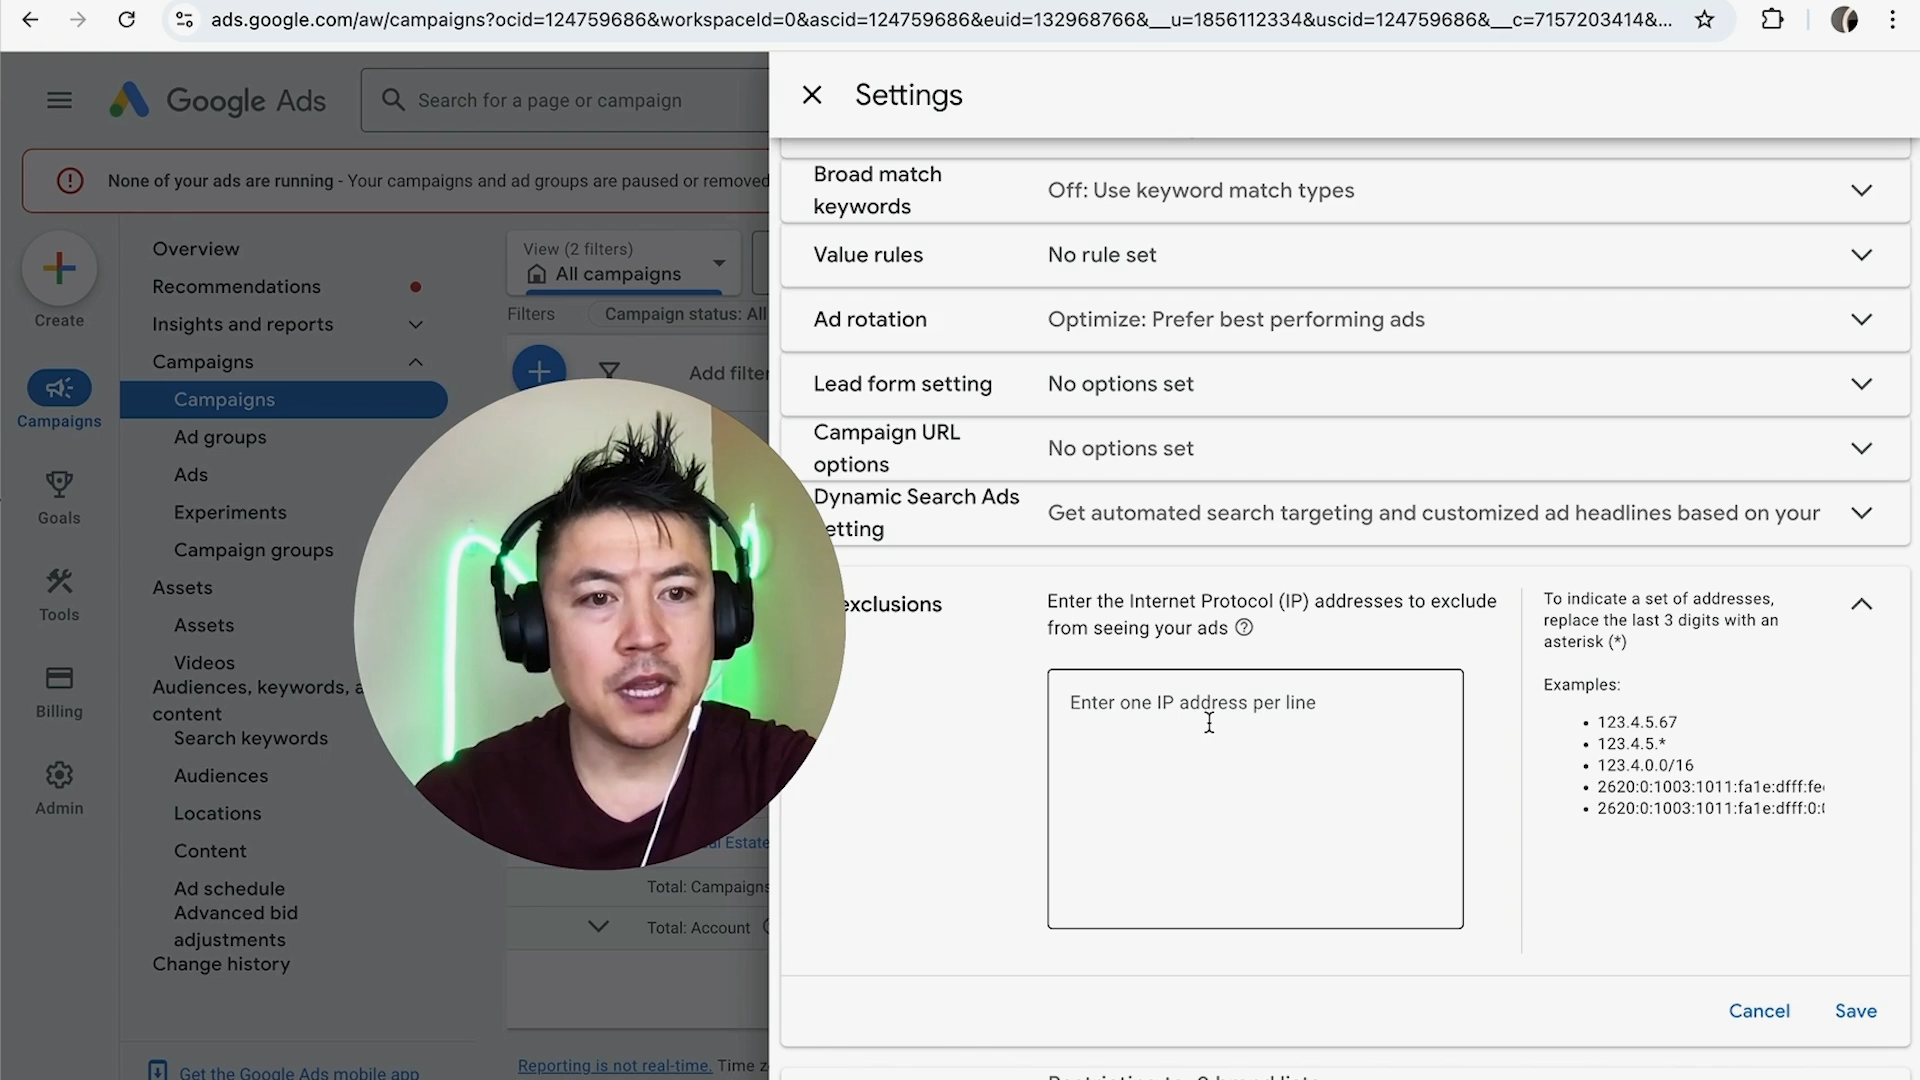 ads.google.com/aw/campaigns?ocid=124759686&workspaceId=0&ascid=124759686&euid=132968766&__u=1856112334&uscid=124759686&__c=7157203414&...
Google Ads
Search for a page or campaign
None of your ads are running - Your campaigns and ad groups are paused or removed
Create
Campaigns
Goals
Tools
Billing
Admin
Overview
Recommendations
Insights and reports
Campaigns
Campaigns
Ad groups
Ads
Experiments
Campaign groups
Assets
Assets
Videos
Audiences, keywords, a
content
Search keywords
Audiences
Locations
Content
Ad schedule
Advanced bid
adjustments
Change history
Get the Google Ads mobile app
View (2 filters)
All campaigns
Filters
Campaign status: All
Add filter
Estate
Total: Campaigns
Total: Account
Reporting is not real-time. Time z
Settings
Broad match
keywords
Off: Use keyword match types
Value rules
No rule set
Ad rotation
Optimize: Prefer best performing ads
Lead form setting
No options set
Campaign URL
options
No options set
Dynamic Search Ads
etting
Get automated search targeting and customized ad headlines based on your
exclusions
Enter the Internet Protocol (IP) addresses to exclude
from seeing your ads
Enter one IP address per line
To indicate a set of addresses,
replace the last 3 digits with an
asterisk (*)
Examples:
• 123.4.5.67
• 123.4.5.*
• 123.4.0.0/16
• 2620:0:1003:1011:fa1e:dfff:fe
• 2620:0:1003:1011:fa1e:dfff:0:
Cancel
Save